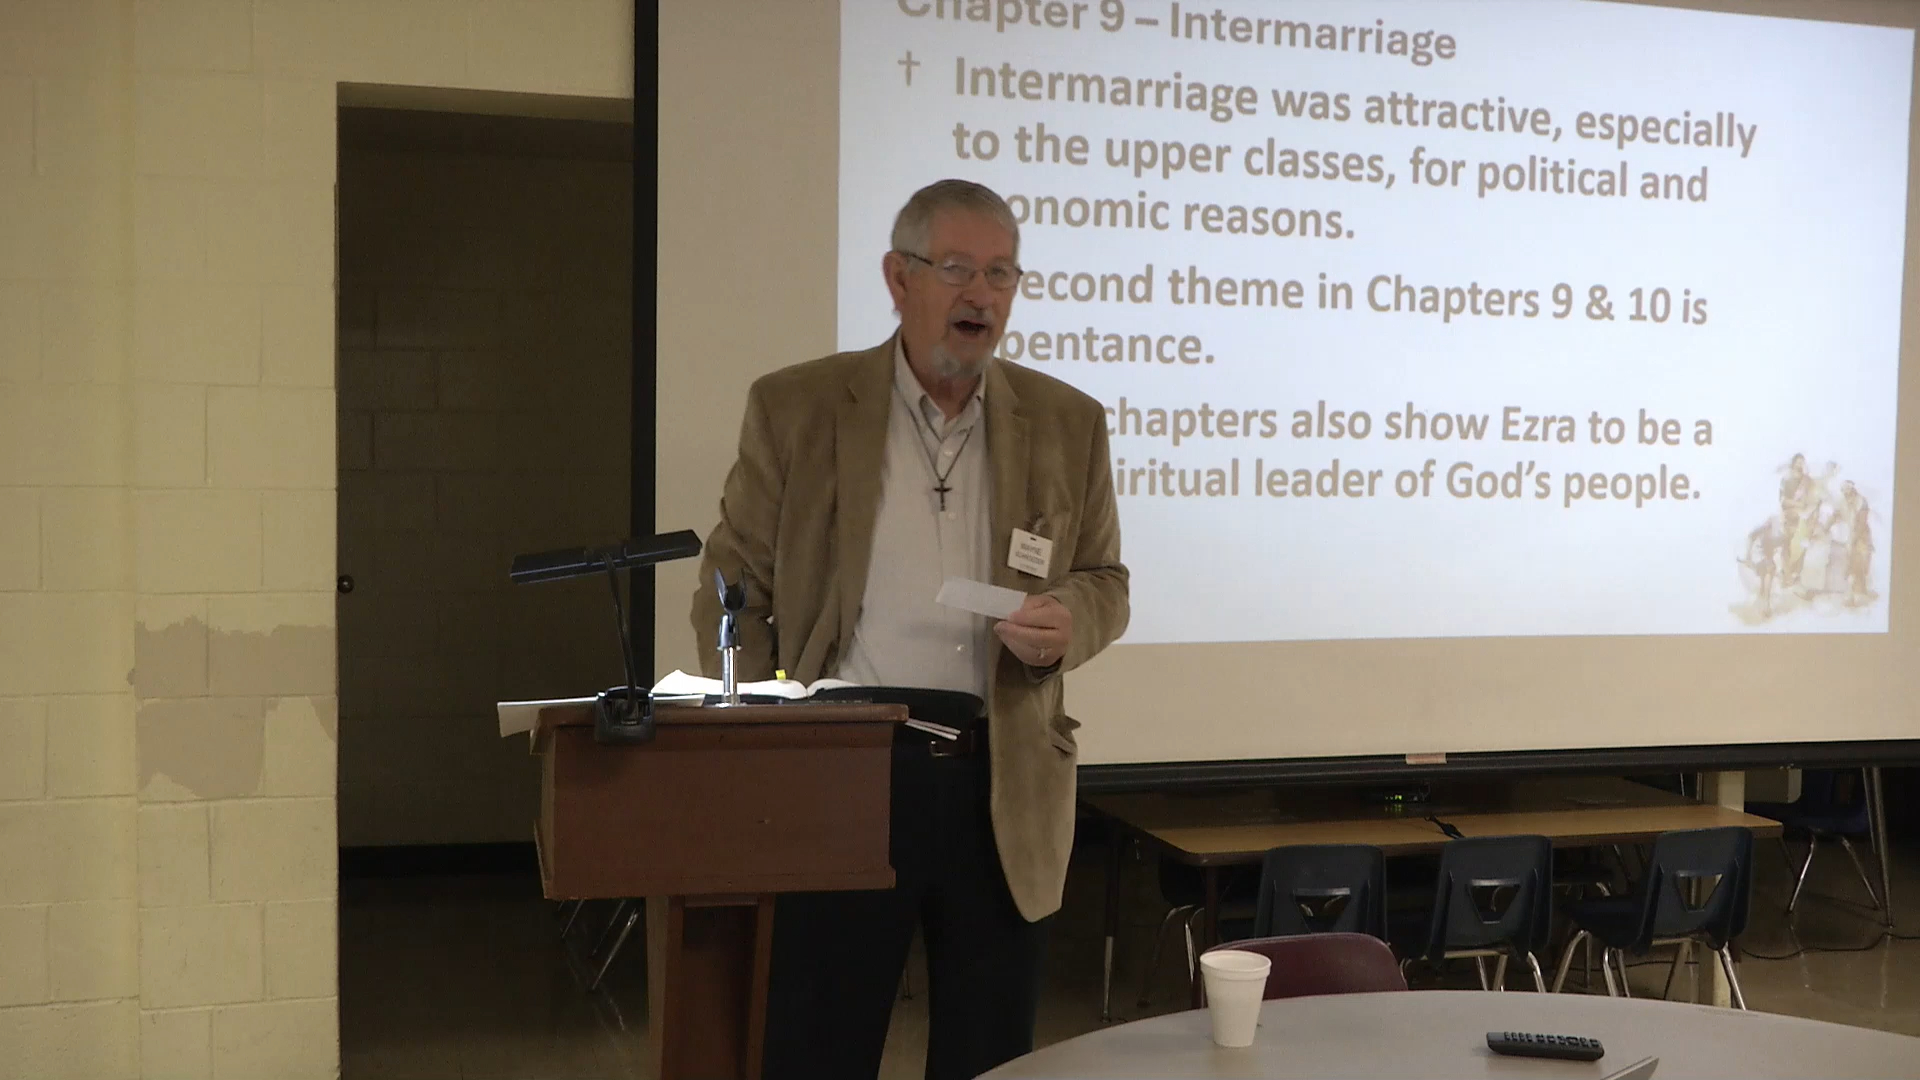 Chapter 9 – Intermarriage
† Intermarriage was attractive, especially
to the upper classes, for political and
onomic reasons.
econd theme in Chapters 9 & 10 is
pentance.
chapters also show Ezra to be a
iritual leader of God's people.
WAYNE